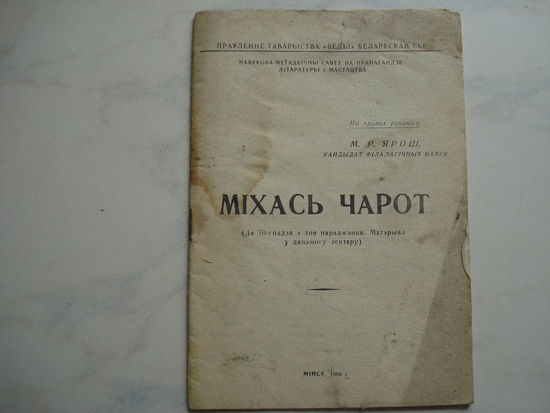 ПРАЎЛЕННЕ ТАВАРЫСТВА «ВЕДЫ» БЕЛАРУСКАЙ ССР
НАВУКОВА-МЕТАДЫЧНЫ САВЕТ ПА ПРАПАГАНДЗЕ
ЛІТАРАТУРЫ І МАСТАЦТВА
На правах рукапісу
М. Р. ЯРОШ,
КАНДЫДАТ ФІЛАЛАГІЧНЫХ НАВУК
МІХАСЬ ЧАРОТ
(Да 70-годдзя з дня нараджэння. Матэрыял
у дапамогу лектару)
МІНСК,